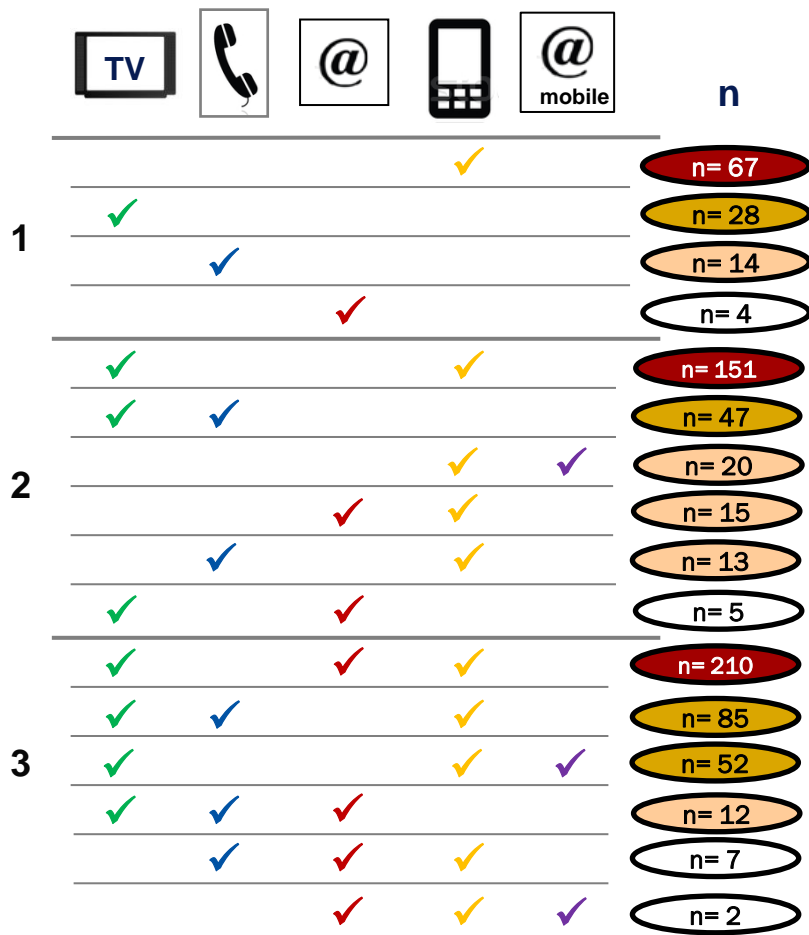 TV
@
@
mobile
n
1
n= 67
n= 28
n= 14
n= 4
2
n= 151
n= 47
n= 20
n= 15
n= 13
n= 5
3
n= 210
n= 85
n= 52
n= 12
n= 7
n= 2